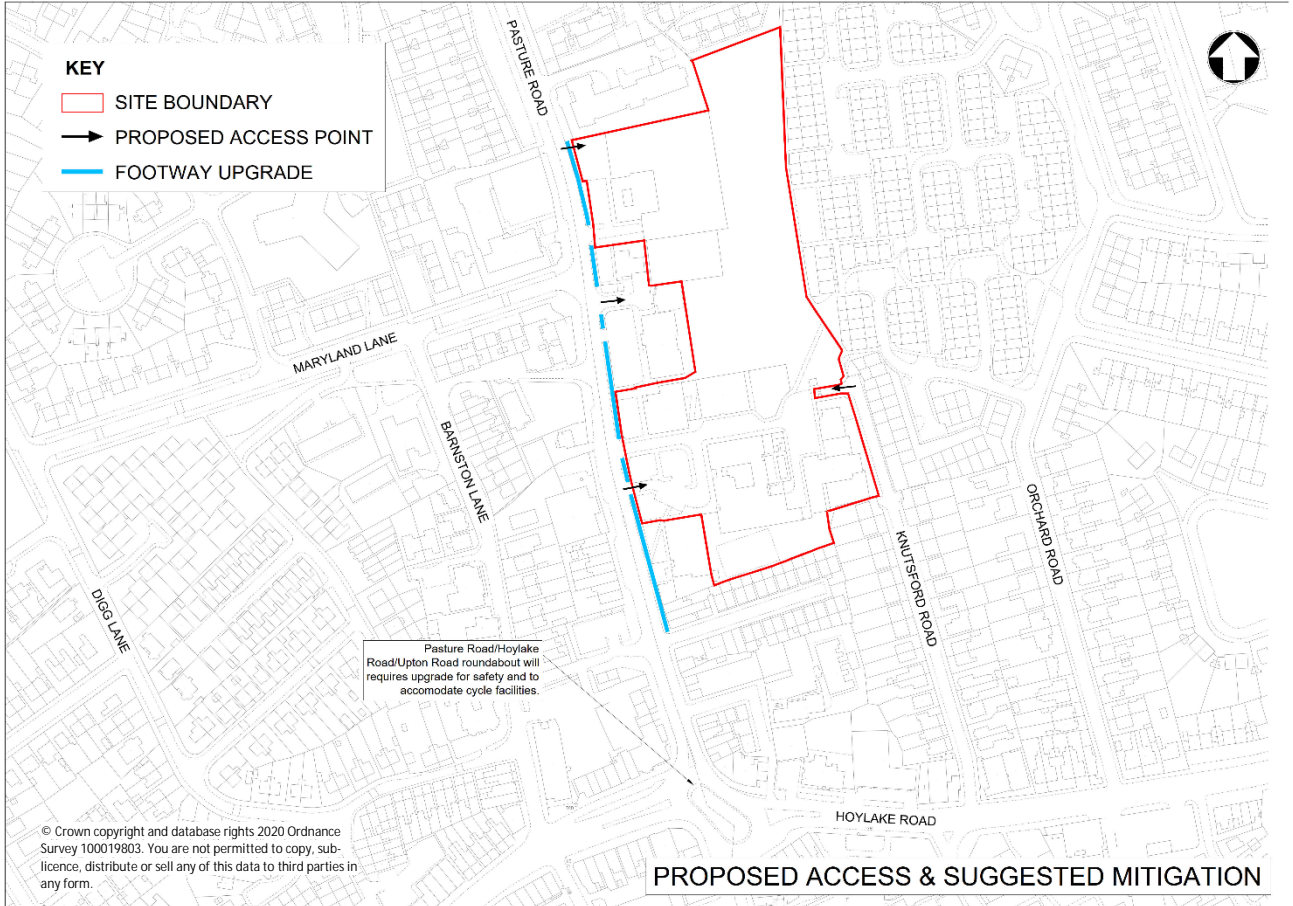 KEY
SITE BOUNDARY
PROPOSED ACCESS POINT
FOOTWAY UPGRADE
PASTURE ROAD
MARYLAND LANE
BARNSTON LANE
DIGG LANE
ORCHARD ROAD
KNUTSFORD ROAD
Pasture Road/Hoylake
Road/Upton Road roundabout will
requires upgrade for safety and to
accomodate cycle facilities.
HOYLAKE ROAD
© Crown copyright and database rights 2020 Ordnance
Survey 100019803. You are not permitted to copy, sub-
licence, distribute or sell any of this data to third parties in
any form.
PROPOSED ACCESS & SUGGESTED MITIGATION